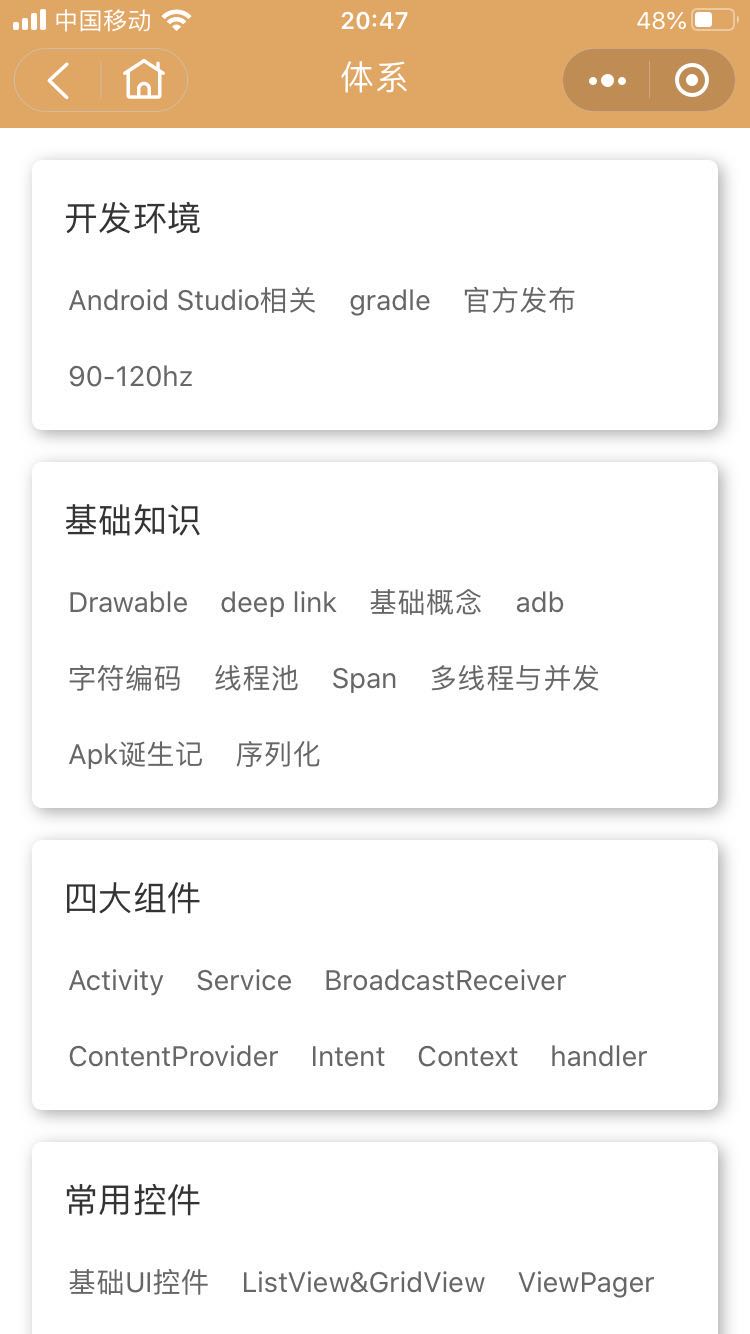 中国移动 20:47 48%
体系
开发环境
Android Studio相关 gradle 官方发布
90-120hz
基础知识
Drawable deep link 基础概念 adb
字符编码 线程池 Span 多线程与并发
Apk诞生记 序列化
四大组件
Activity Service BroadcastReceiver
ContentProvider Intent Context handler
常用控件
基础UI控件 ListView&GridView ViewPager